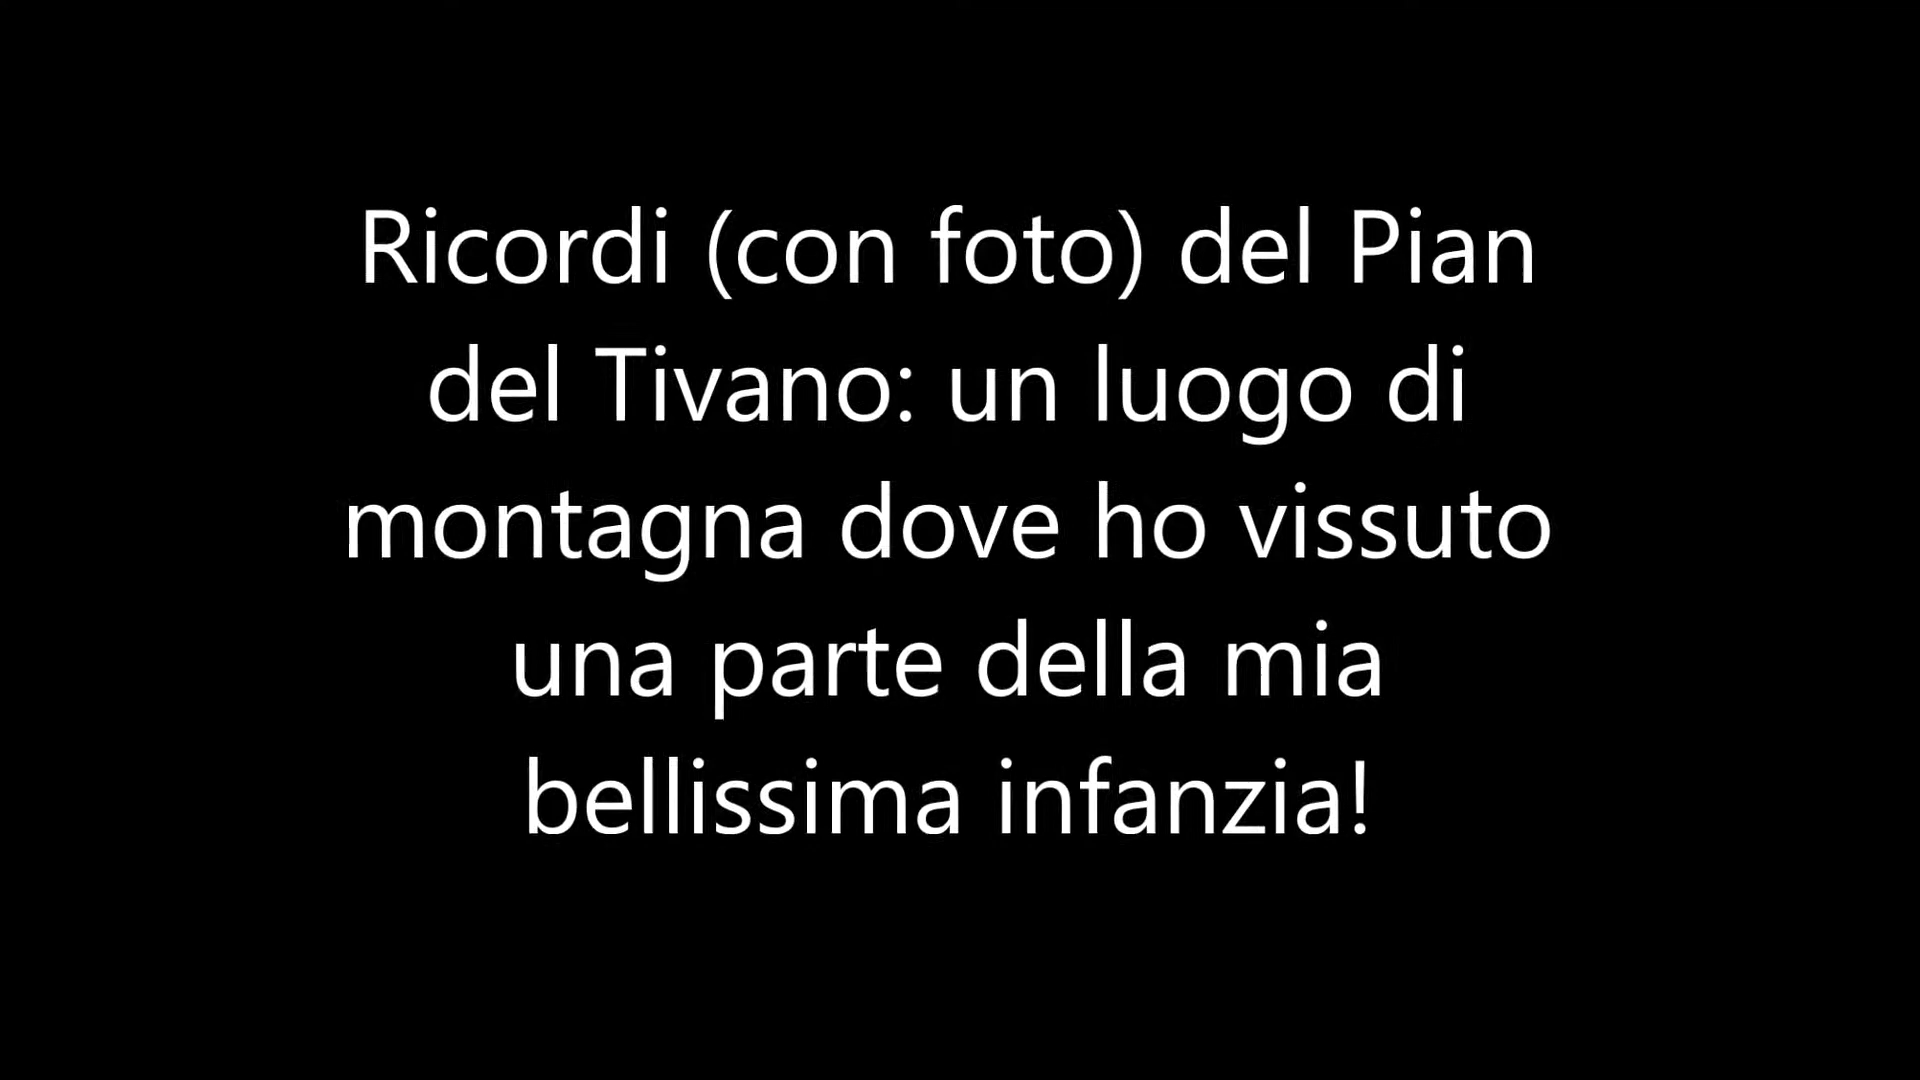 Ricordi (con foto) del Pian
del Tivano: un luogo di
montagna dove ho vissuto
una parte della mia
bellissima infanzia!